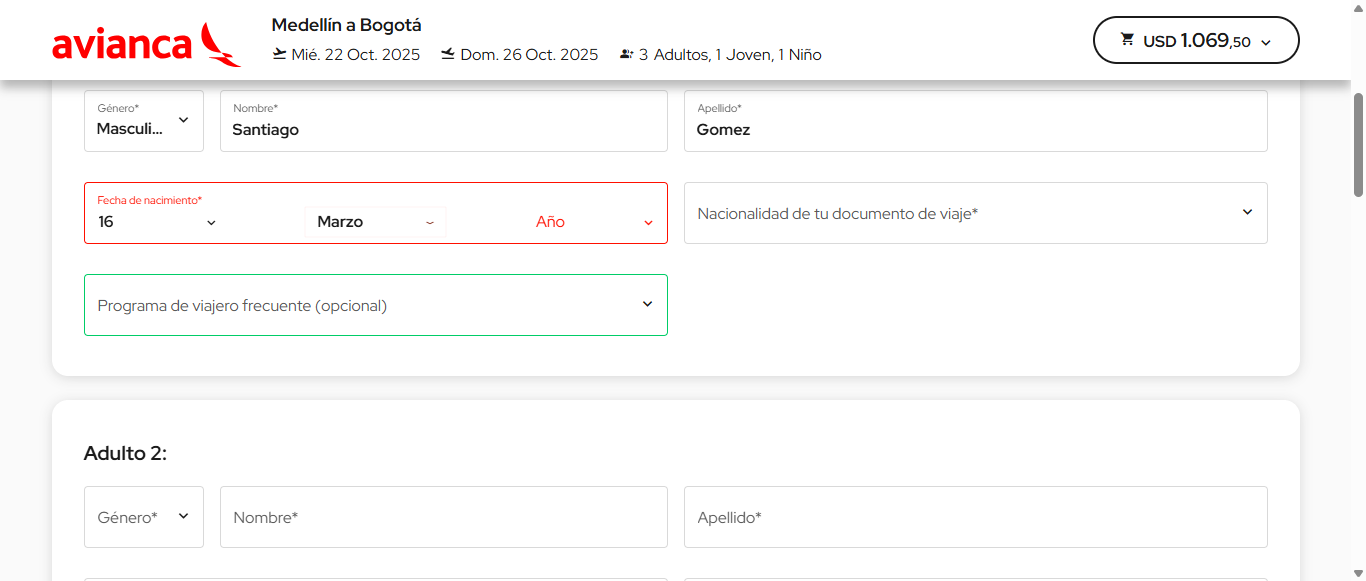 avianca
Medellín a Bogotá
Mié. 22 Oct. 2025 Dom. 26 Oct. 2025 3 Adultos, 1 Joven, 1 Niño
USD 1.069,50
Género* Nombre* Apellido*
Masculi... Santiago Gomez
Fecha de nacimiento*
16 Marzo Año
Nacionalidad de tu documento de viaje*
Programa de viajero frecuente (opcional)
Adulto 2:
Género* Nombre* Apellido*